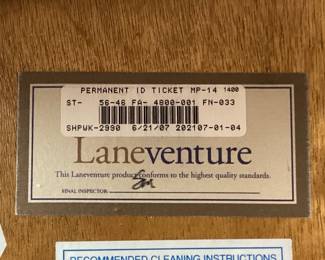 PERMANENT ID TICKET MP-14 1400
ST- 56-46 FA- 4800-001 FN-033
SHPWK-2990 6/21/07 202107-01-04
Laneventure
This Laneventure product conforms to the highest quality standards.
FINAL INSPECTOR
RECOMMENDED CLEANING INSTRUCTIONS